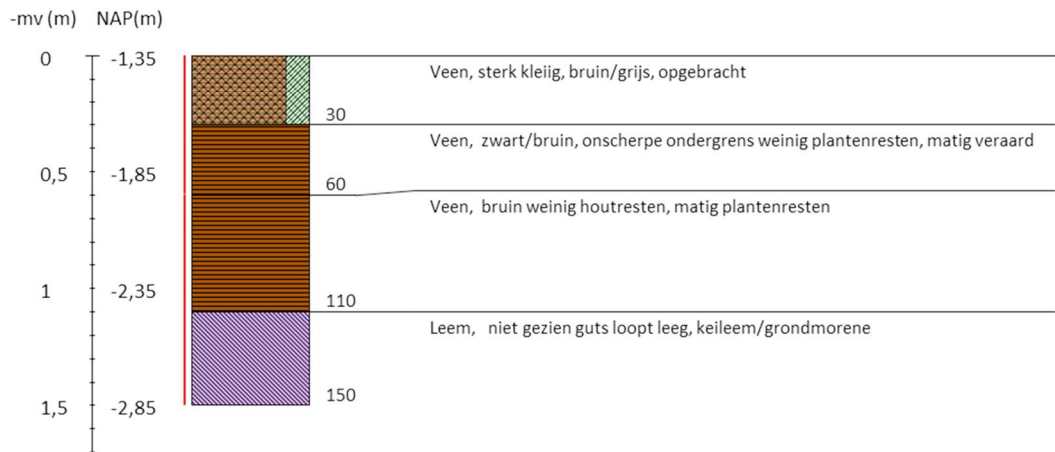 -mv (m) NAP(m)
0 -1,35
Veen, sterk kleiig, bruin/grijs, opgebracht
30
Veen, zwart/bruin, onscherpe ondergrens weinig plantenresten, matig veraard
0,5 -1,85
60
Veen, bruin weinig houtresten, matig plantenresten
1 -2,35
110
Leem, niet gezien guts loopt leeg, keileem/grondmorene
150
1,5 -2,85